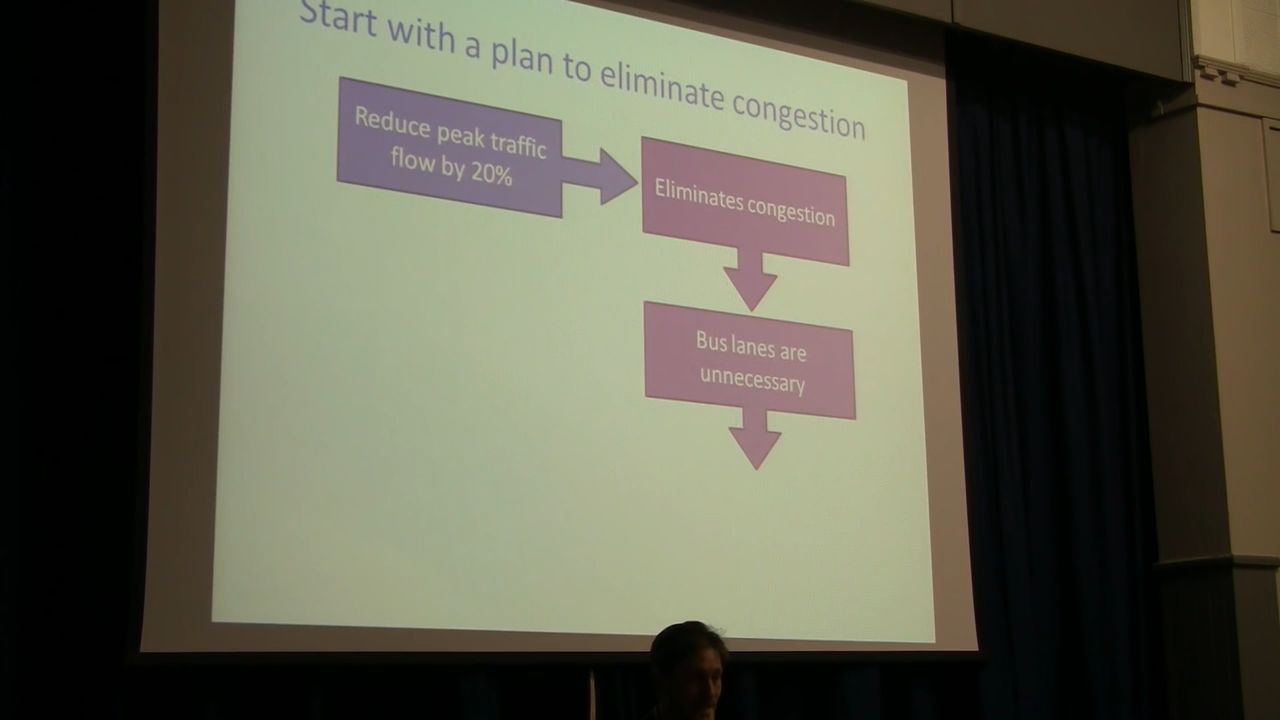 Start with a plan to eliminate congestion
Reduce peak traffic
flow by 20%
Eliminates congestion
Bus lanes are
unnecessary